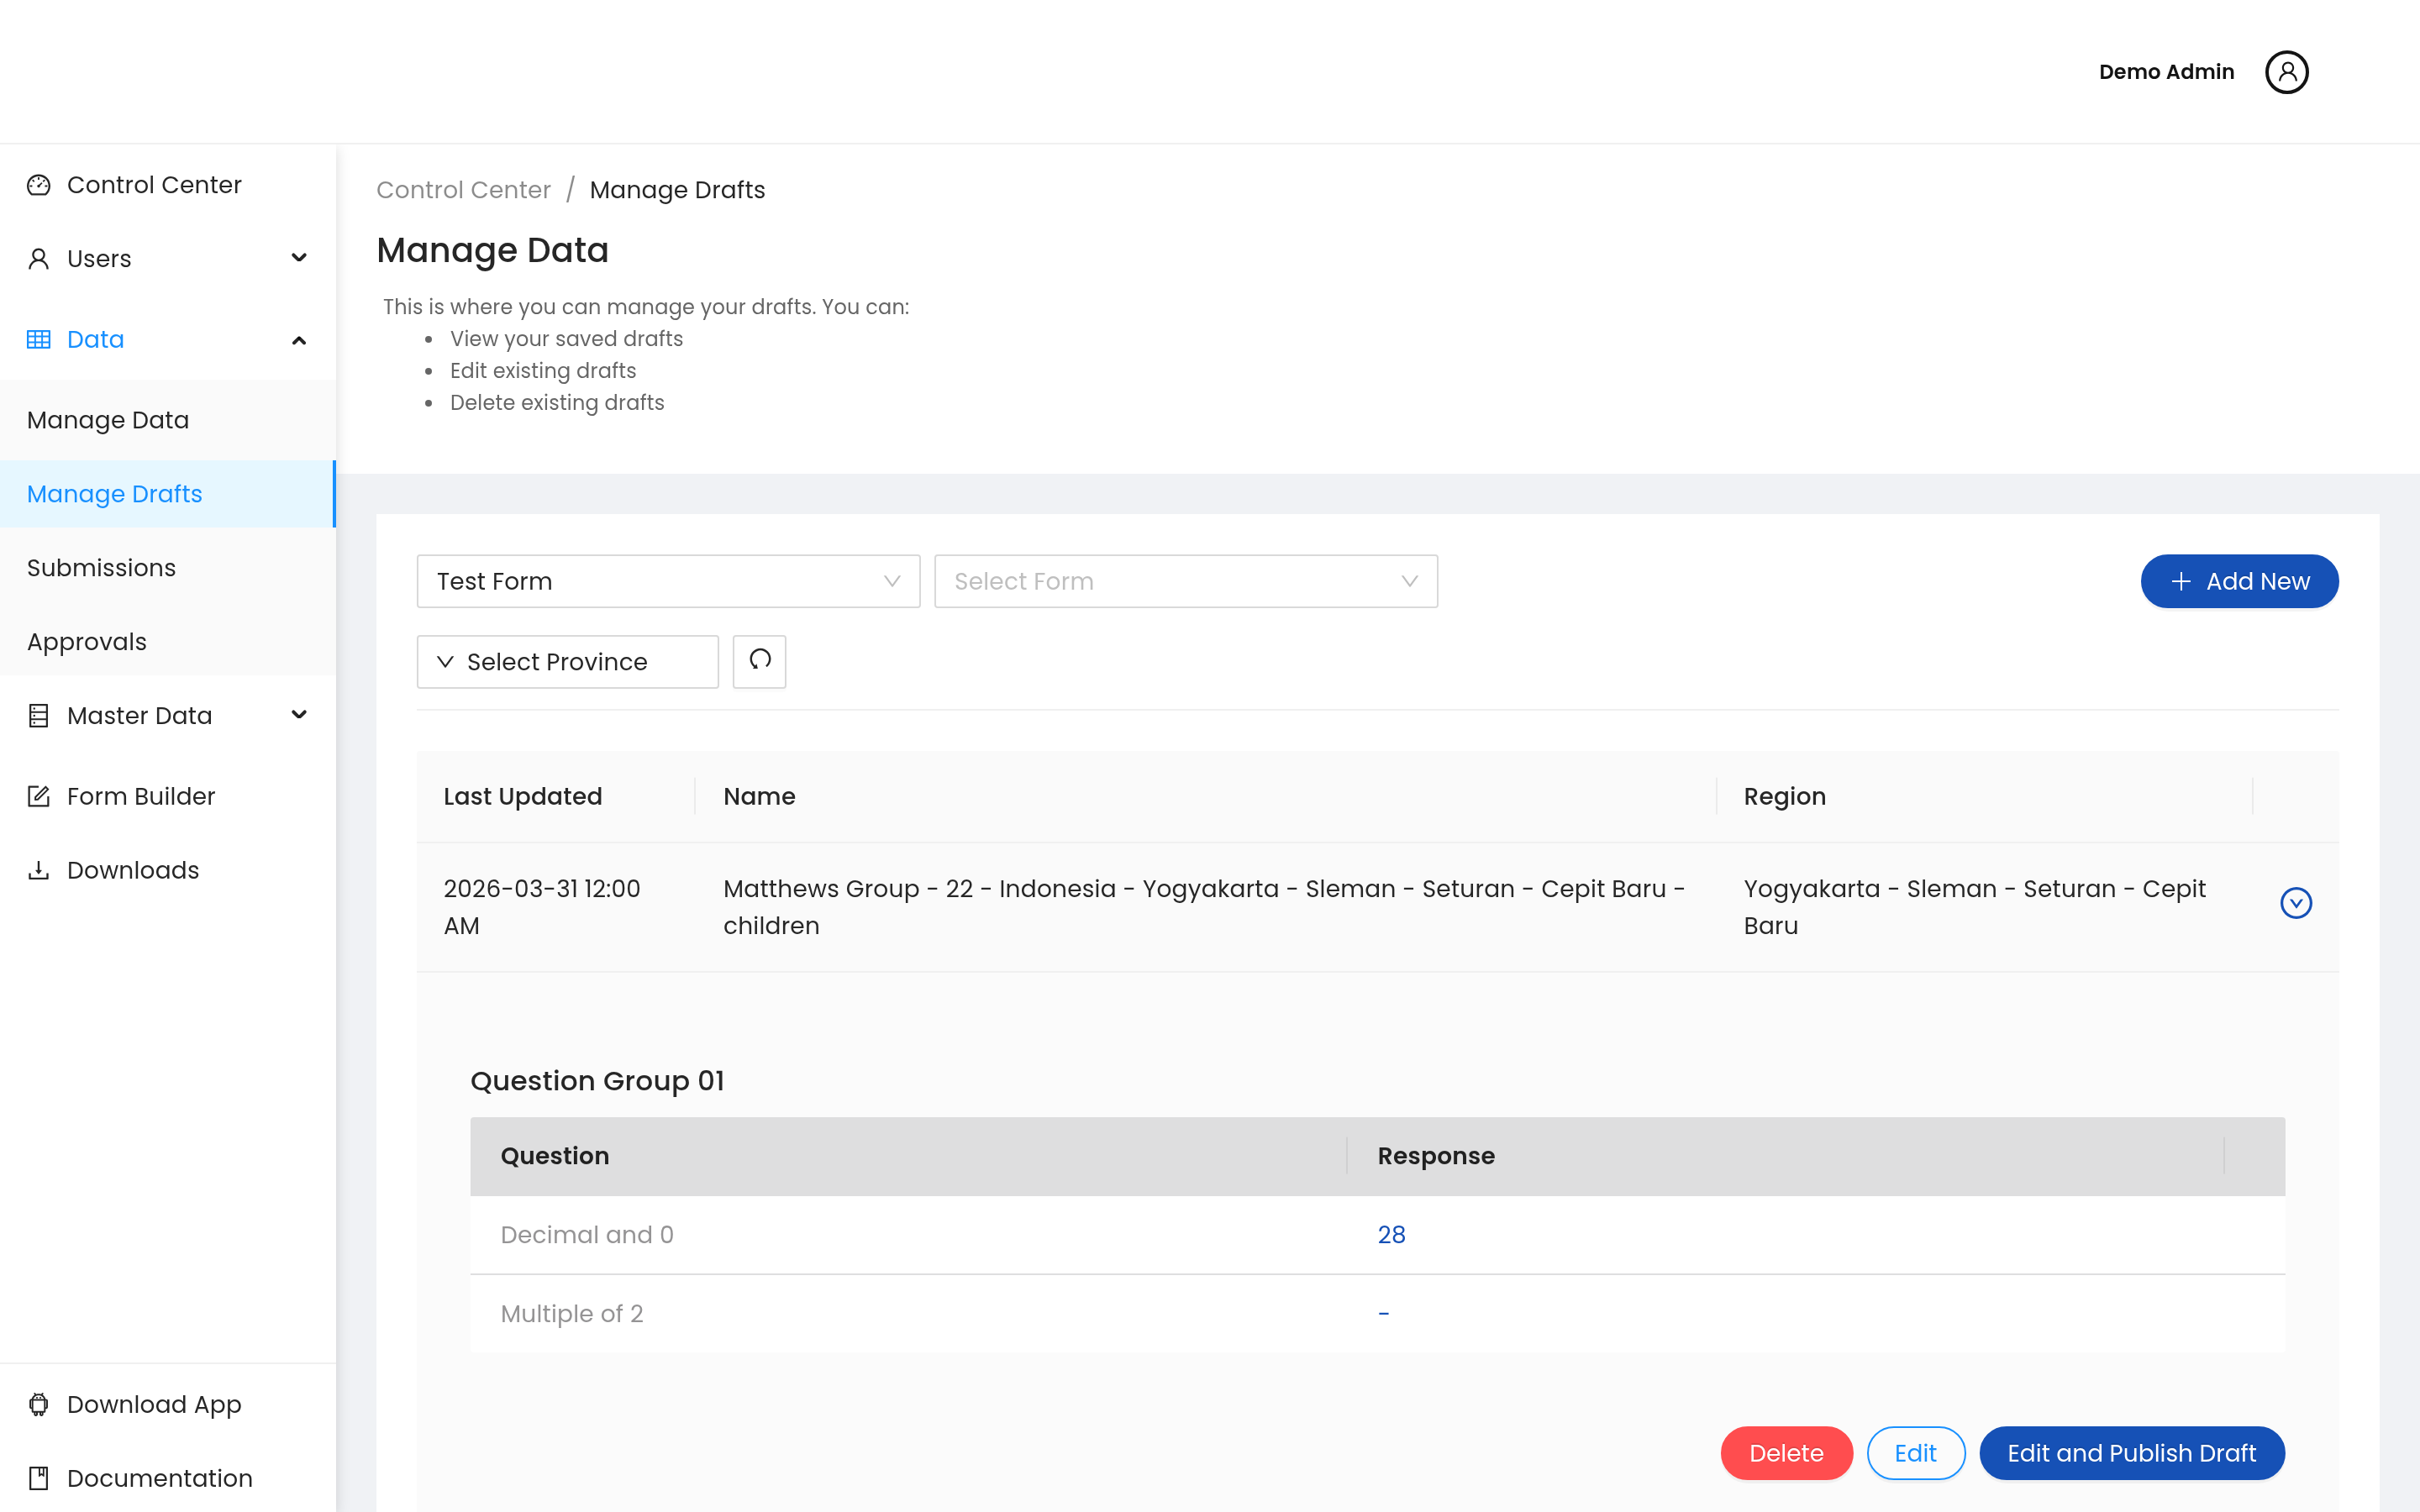 Demo Admin
Control Center
Users
Data
Manage Data
Manage Drafts
Submissions
Approvals
Master Data
Form Builder
Downloads
Download App
Documentation
Control Center / Manage Drafts
Manage Data
This is where you can manage your drafts. You can:
View your saved drafts
Edit existing drafts
Delete existing drafts
Test Form
Select Form
Add New
Select Province
Last Updated Name Region
2026-03-31 12:00
AM
Matthews Group - 22 - Indonesia - Yogyakarta - Sleman - Seturan - Cepit Baru -
children
Yogyakarta - Sleman - Seturan - Cepit
Baru
Question Group 01
Question Response
Decimal and 0 28
Multiple of 2 -
Delete
Edit
Edit and Publish Draft